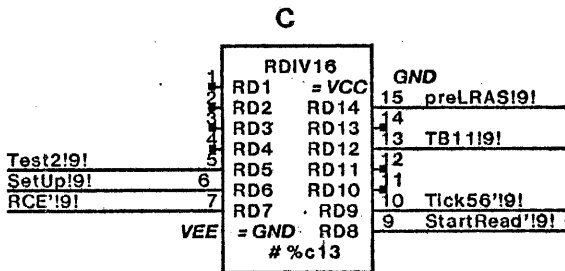 C
RDIV16
1 RD1 =VCC GND
2 RD2 RD14 15 preLRAS!9!
3 RD3 RD13 14
4 RD4 RD12 13 TB11!9!
Test2!9! 5 RD5 RD11 12
SetUp!9! 6 RD6 RD10 11
RCE'!9! 7 RD7 RD9 10 Tick56'!9!
VEE =GND RD8 9 StartRead'!9!
#%c13